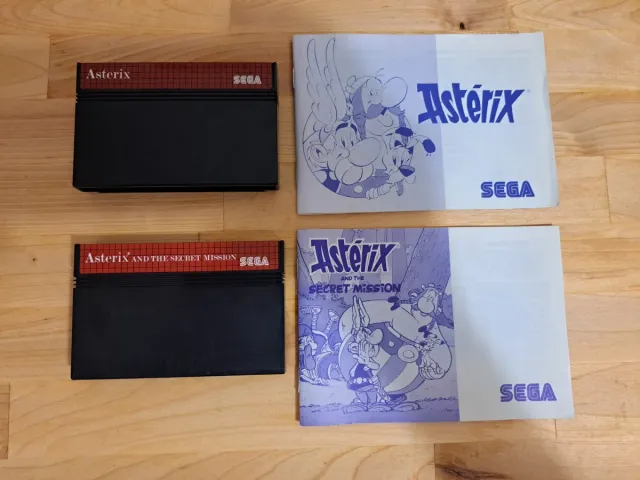 Asterix
SEGA
Astérix
SEGA
Asterix AND THE SECRET MISSION
SEGA
Astérix
AND THE
SECRET MISSION
SEGA